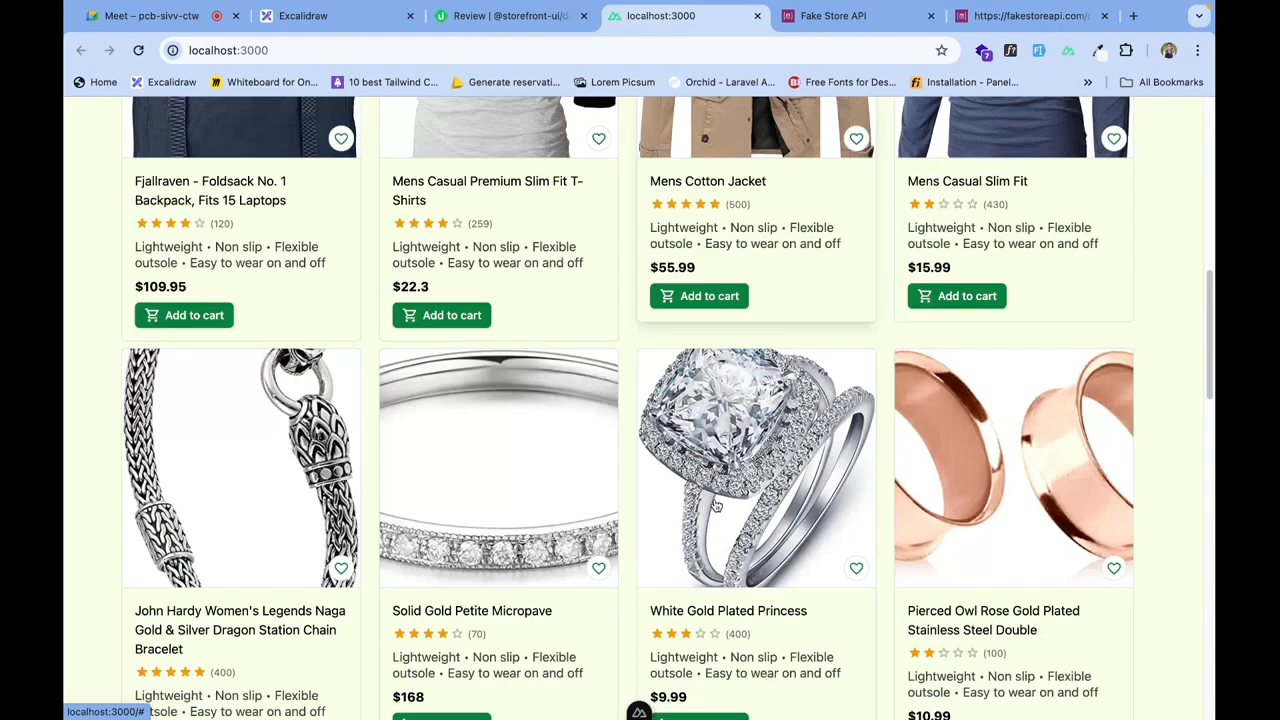 Meet – pcb-sivv-ctw
Excalidraw
Review | @storefront-ui/d
localhost:3000
Fake Store API
https://fakestoreapi.com/
localhost:3000
7
Home
Excalidraw
Whiteboard for On...
10 best Tailwind C...
Generate reservati...
Lorem Picsum
Orchid - Laravel A...
Free Fonts for Des...
Installation - Panel...
»
All Bookmarks
Fjallraven - Foldsack No. 1
Backpack, Fits 15 Laptops
(120)
Lightweight • Non slip • Flexible
outsole • Easy to wear on and off
$109.95
Add to cart
Mens Casual Premium Slim Fit T-
Shirts
(259)
Lightweight • Non slip • Flexible
outsole • Easy to wear on and off
$22.3
Add to cart
Mens Cotton Jacket
(500)
Lightweight • Non slip • Flexible
outsole • Easy to wear on and off
$55.99
Add to cart
Mens Casual Slim Fit
(430)
Lightweight • Non slip • Flexible
outsole • Easy to wear on and off
$15.99
Add to cart
John Hardy Women's Legends Naga
Gold & Silver Dragon Station Chain
Bracelet
(400)
Lightweight • Non slip • Flexible
tsole • Easy to wear on and off
Solid Gold Petite Micropave
(70)
Lightweight • Non slip • Flexible
outsole • Easy to wear on and off
$168
White Gold Plated Princess
(400)
Lightweight • Non slip • Flexible
outsole • Easy to wear on and off
$9.99
Pierced Owl Rose Gold Plated
Stainless Steel Double
(100)
Lightweight • Non slip • Flexible
outsole • Easy to wear on and off
$10.99
localhost:3000/#